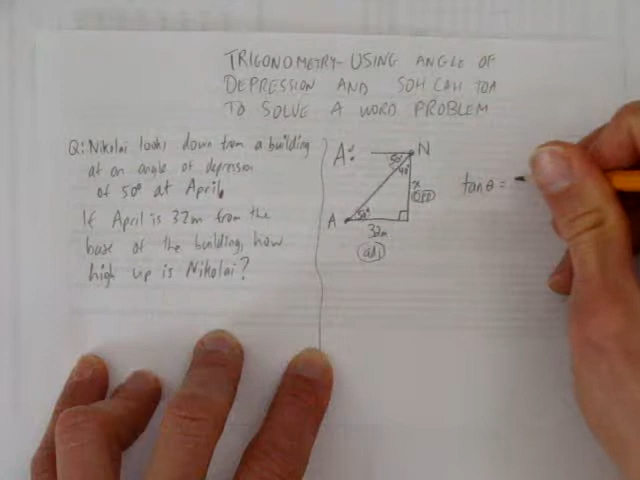 TRIGONOMETRY- USING ANGLE OF
DEPRESSION AND SOH CAH TOA
TO SOLVE A WORD PROBLEM
Q: Nikolai looks down from a building
at an angle of depression
of 50° at April.
If April is 32m from the
base of the building, how
high up is Nikolai?
A:
N
50°
40°
x
opp
A
50°
32m
adj
tanθ =